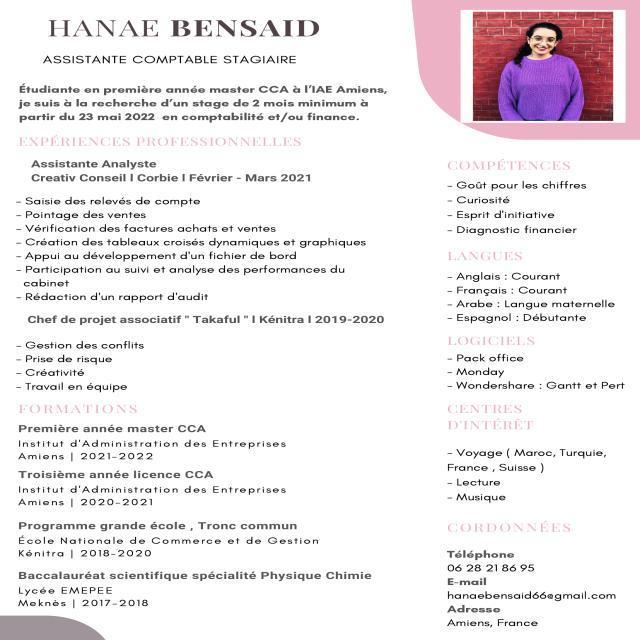 HANAE BENSAID
ASSISTANTE COMPTABLE STAGIAIRE
Étudiante en première année master CCA à l'IAE Amiens,
je suis à la recherche d'un stage de 2 mois minimum à
partir du 23 mai 2022 en comptabilité et/ou finance.
EXPÉRIENCES PROFESSIONNELLES
Assistante Analyste
Creativ Conseil l Corbie l Février - Mars 2021
- Saisie des relevés de compte
- Pointage des ventes
- Vérification des factures achats et ventes
- Création des tableaux croisés dynamiques et graphiques
- Appui au développement d'un fichier de bord
- Participation au suivi et analyse des performances du
cabinet
- Rédaction d'un rapport d'audit
Chef de projet associatif " Takaful " l Kénitra l 2019-2020
- Gestion des conflits
- Prise de risque
- Créativité
- Travail en équipe
FORMATIONS
Première année master CCA
Institut d'Administration des Entreprises
Amiens | 2021-2022
Troisième année licence CCA
Institut d'Administration des Entreprises
Amiens | 2020-2021
Programme grande école , Tronc commun
École Nationale de Commerce et de Gestion
Kénitra | 2018-2020
Baccalauréat scientifique spécialité Physique Chimie
Lycée EMEPEE
Meknès | 2017-2018
COMPÉTENCES
- Goût pour les chiffres
- Curiosité
- Esprit d'initiative
- Diagnostic financier
LANGUES
- Anglais : Courant
- Français : Courant
- Arabe : Langue maternelle
- Espagnol : Débutante
LOGICIELS
- Pack office
- Monday
- Wondershare : Gantt et Pert
CENTRES
D'INTÉRÊT
- Voyage ( Maroc, Turquie,
France , Suisse )
- Lecture
- Musique
CORDONNÉES
Téléphone
06 28 21 86 95
E-mail
hanaebensaid66@gmail.com
Adresse
Amiens, France